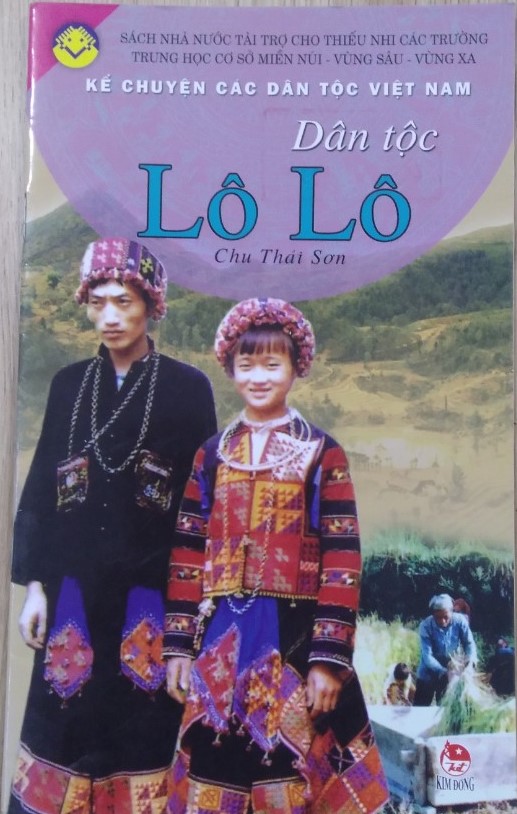 SÁCH NHÀ NƯỚC TÀI TRỢ CHO THIẾU NHI CÁC TRƯỜNG
TRUNG HỌC CƠ SỞ MIỀN NÚI - VÙNG SÂU - VÙNG XA
KỂ CHUYỆN CÁC DÂN TỘC VIỆT NAM
Dân tộc
LÔ LÔ
Chu Thái Sơn
KIM ĐỒNG